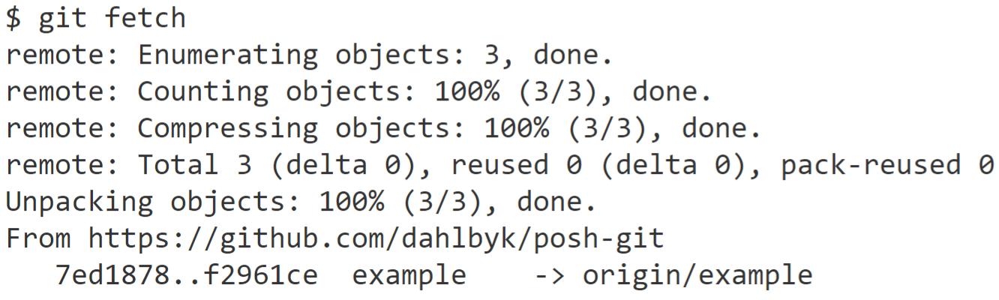 $ git fetch
remote: Enumerating objects: 3, done.
remote: Counting objects: 100% (3/3), done.
remote: Compressing objects: 100% (3/3), done.
remote: Total 3 (delta 0), reused 0 (delta 0), pack-reused 0
Unpacking objects: 100% (3/3), done.
From https://github.com/dahlbyk/posh-git
   7ed1878..f2961ce  example    -> origin/example